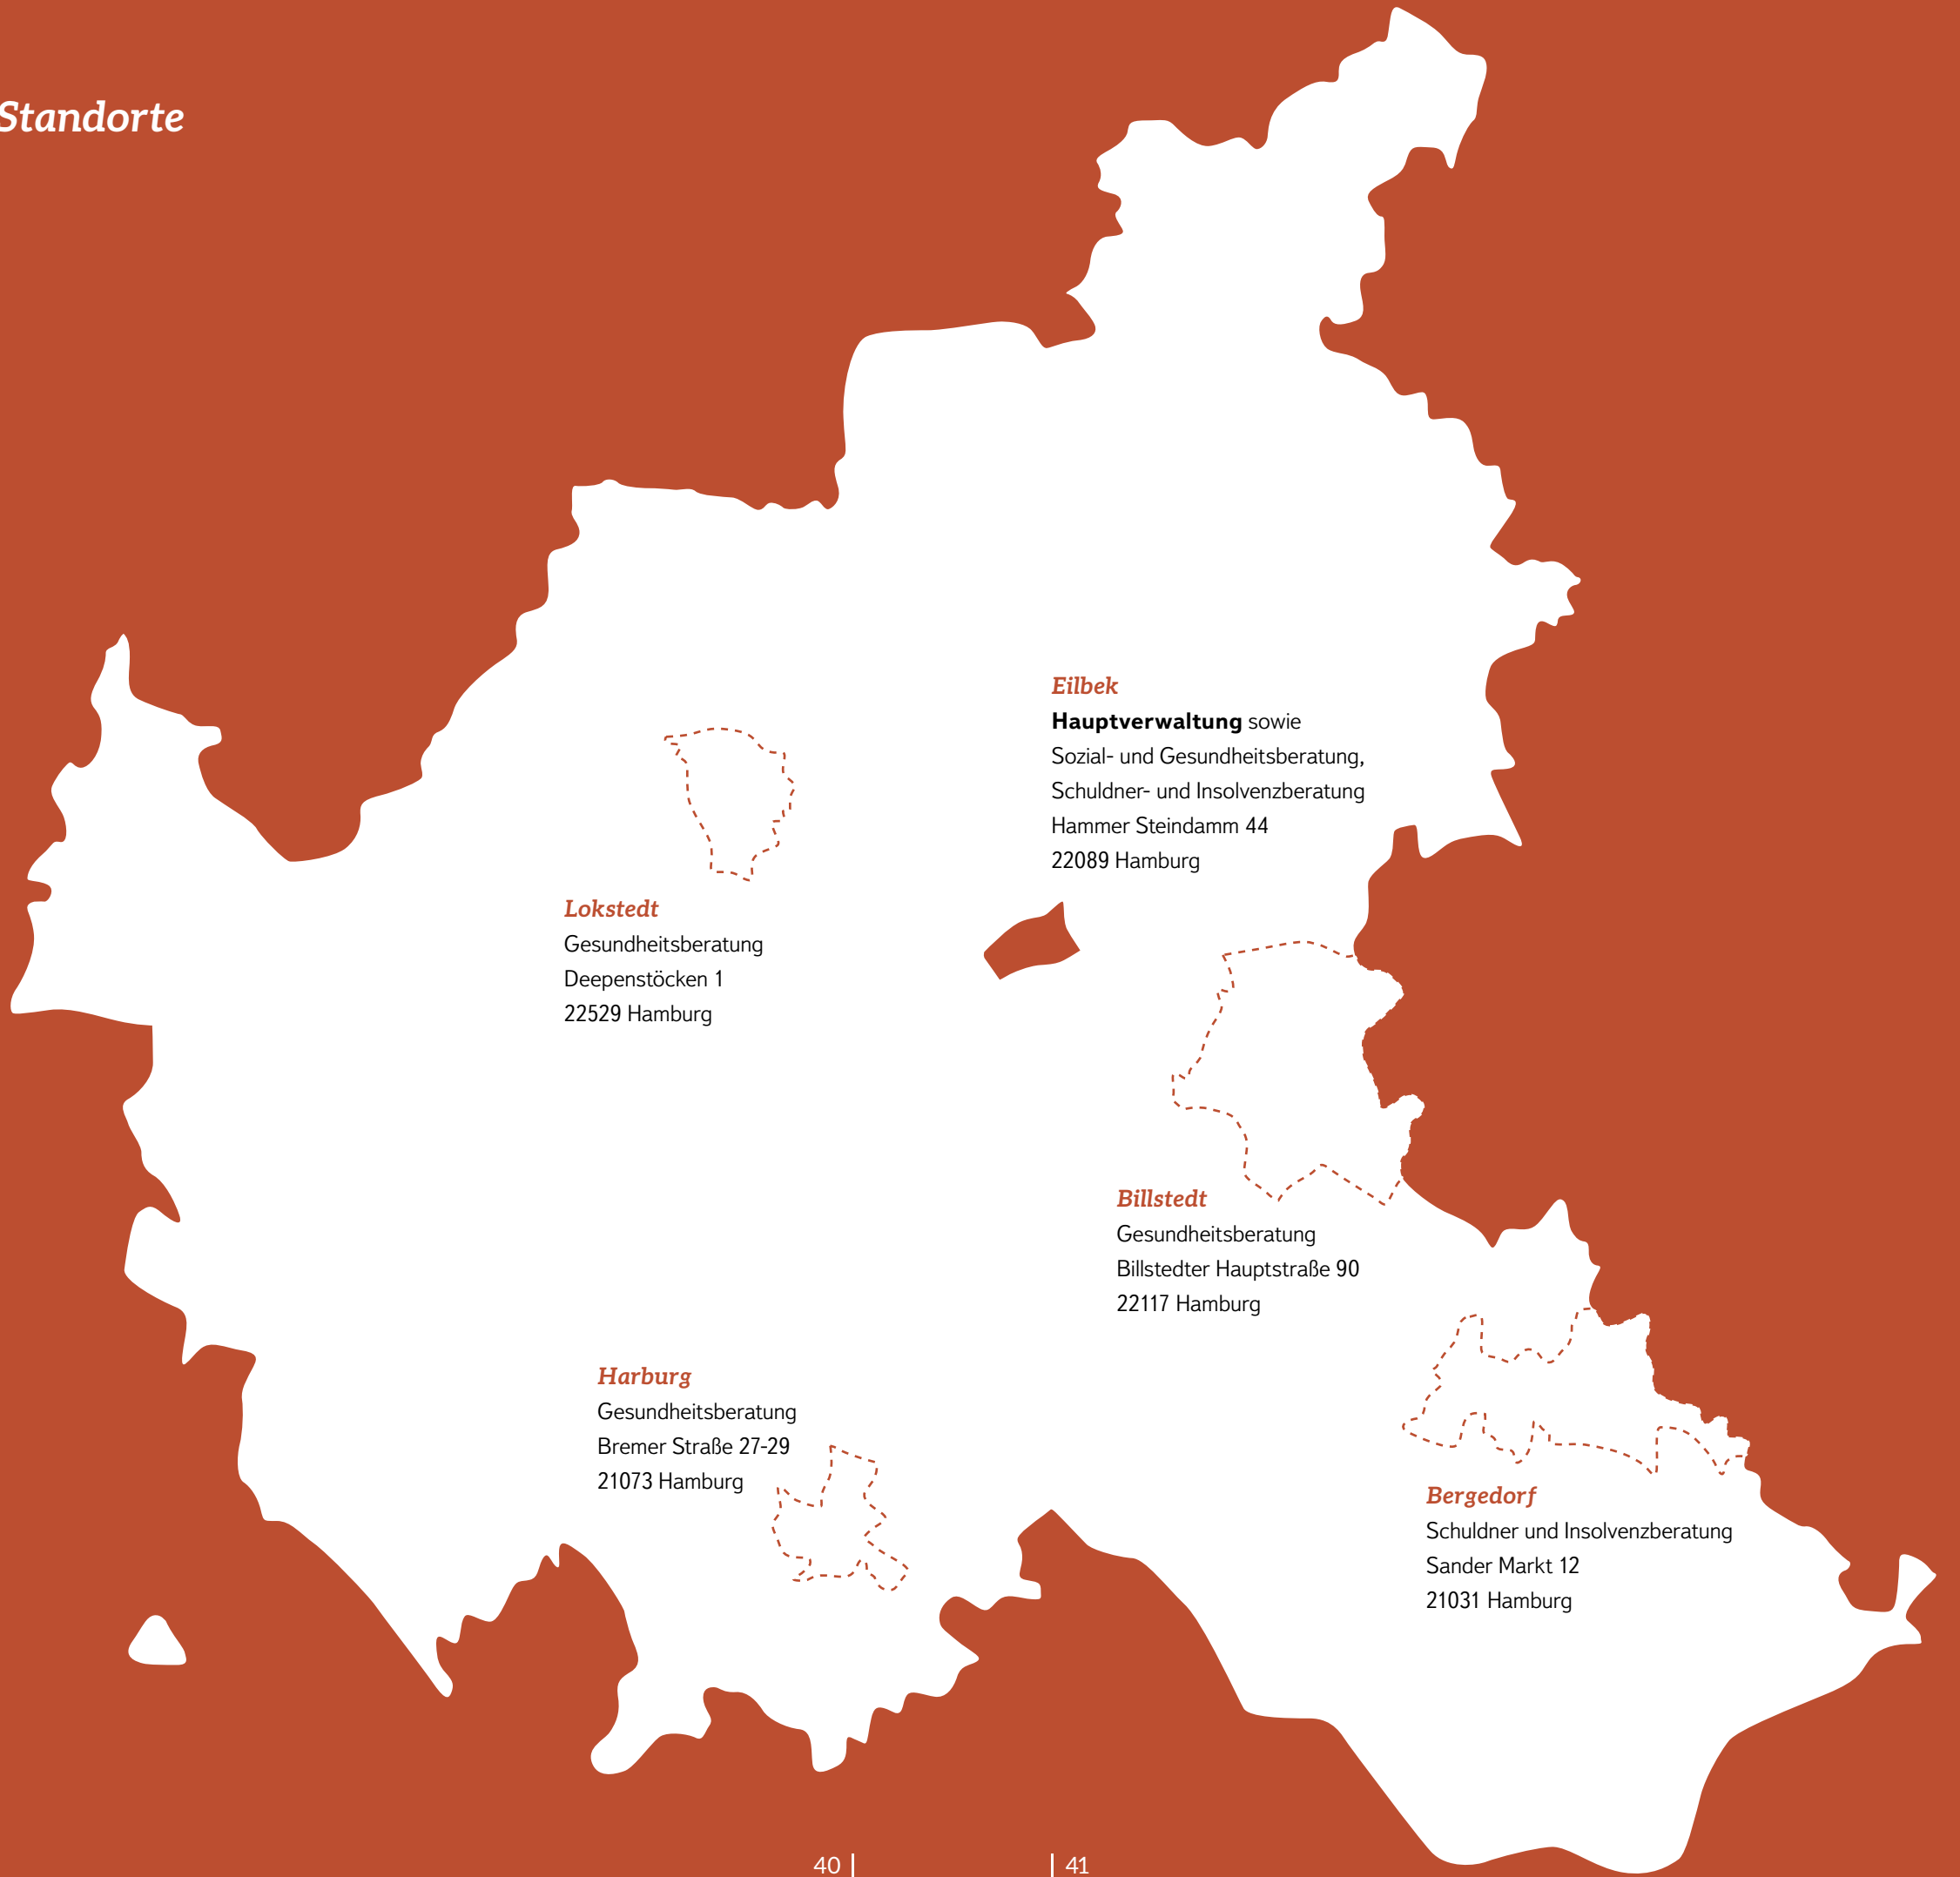 Standorte
Eilbek
Hauptverwaltung sowie
Sozial- und Gesundheitsberatung,
Schuldner- und Insolvenzberatung
Hammer Steindamm 44
22089 Hamburg
Lokstedt
Gesundheitsberatung
Deepenstöcken 1
22529 Hamburg
Billstedt
Gesundheitsberatung
Billstedter Hauptstraße 90
22117 Hamburg
Harburg
Gesundheitsberatung
Bremer Straße 27-29
21073 Hamburg
Bergedorf
Schuldner und Insolvenzberatung
Sander Markt 12
21031 Hamburg
40
41